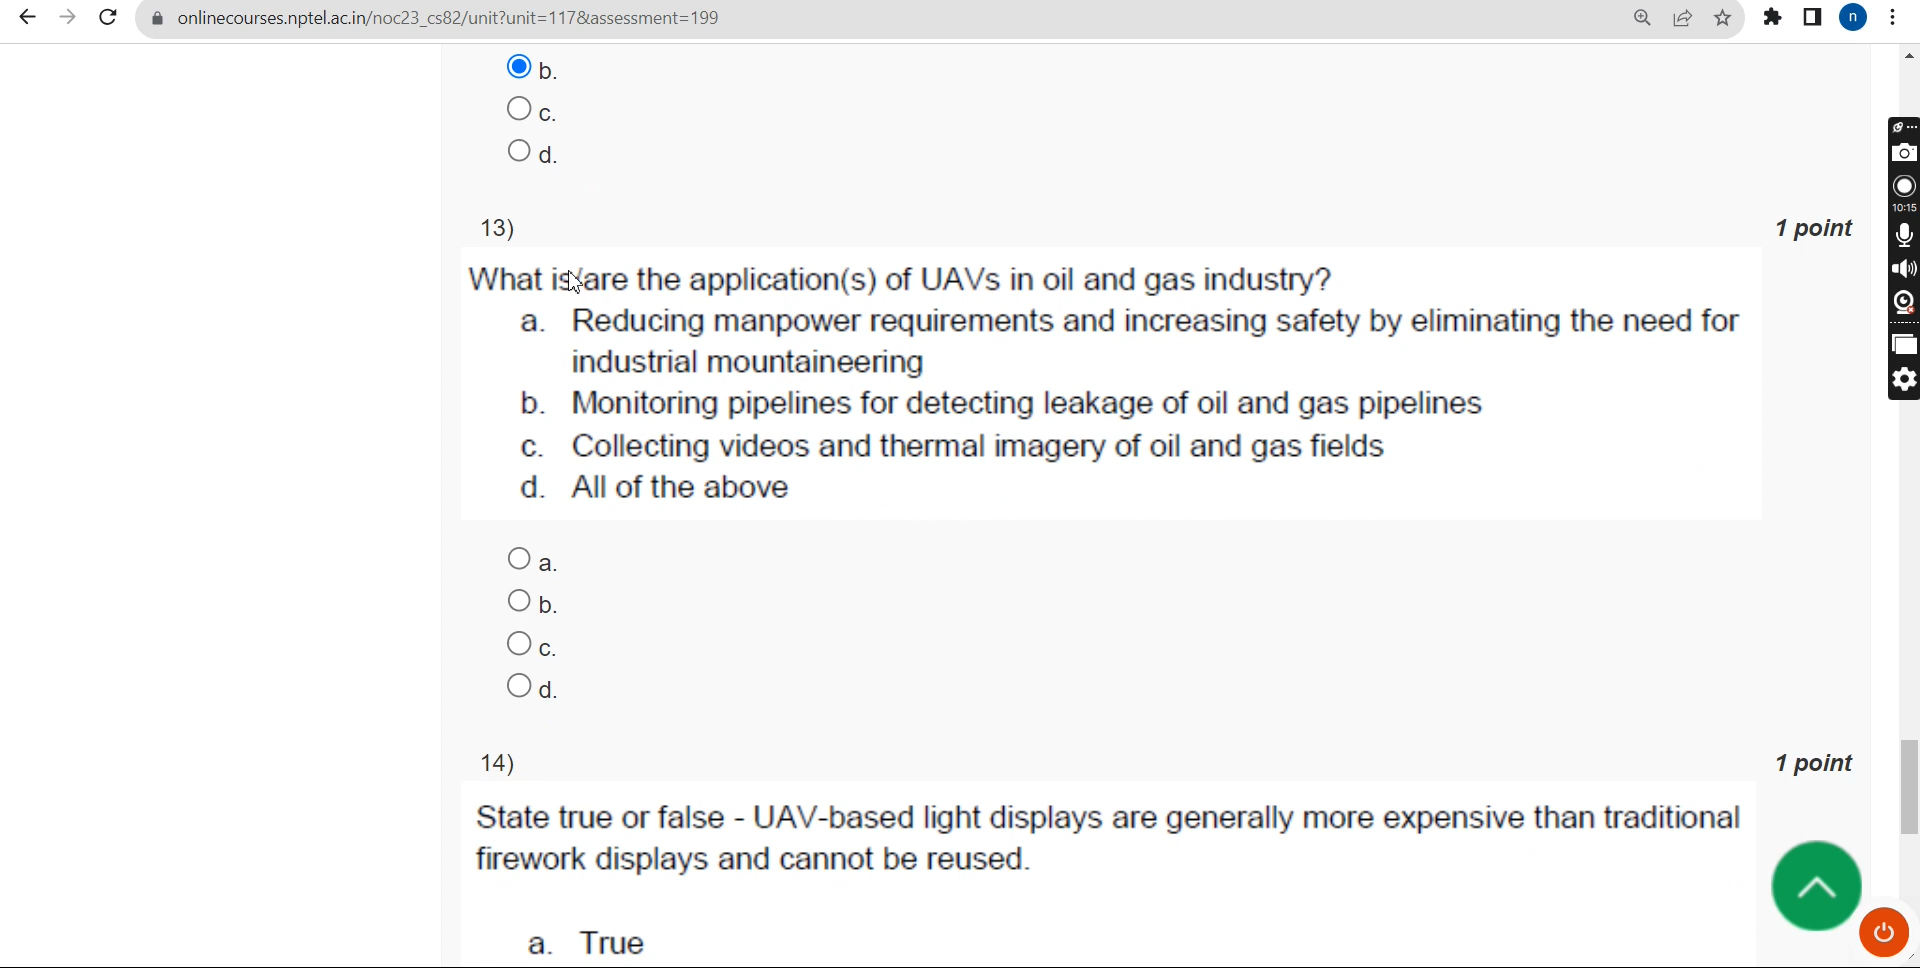 onlinecourses.nptel.ac.in/noc23_cs82/unit?unit=117&assessment=199
n
b.
c.
d.
13)
1 point
10:15
What is/are the application(s) of UAVs in oil and gas industry?
a. Reducing manpower requirements and increasing safety by eliminating the need for
industrial mountaineering
b. Monitoring pipelines for detecting leakage of oil and gas pipelines
c. Collecting videos and thermal imagery of oil and gas fields
d. All of the above
a.
b.
c.
d.
14)
1 point
State true or false - UAV-based light displays are generally more expensive than traditional
firework displays and cannot be reused.
a. True